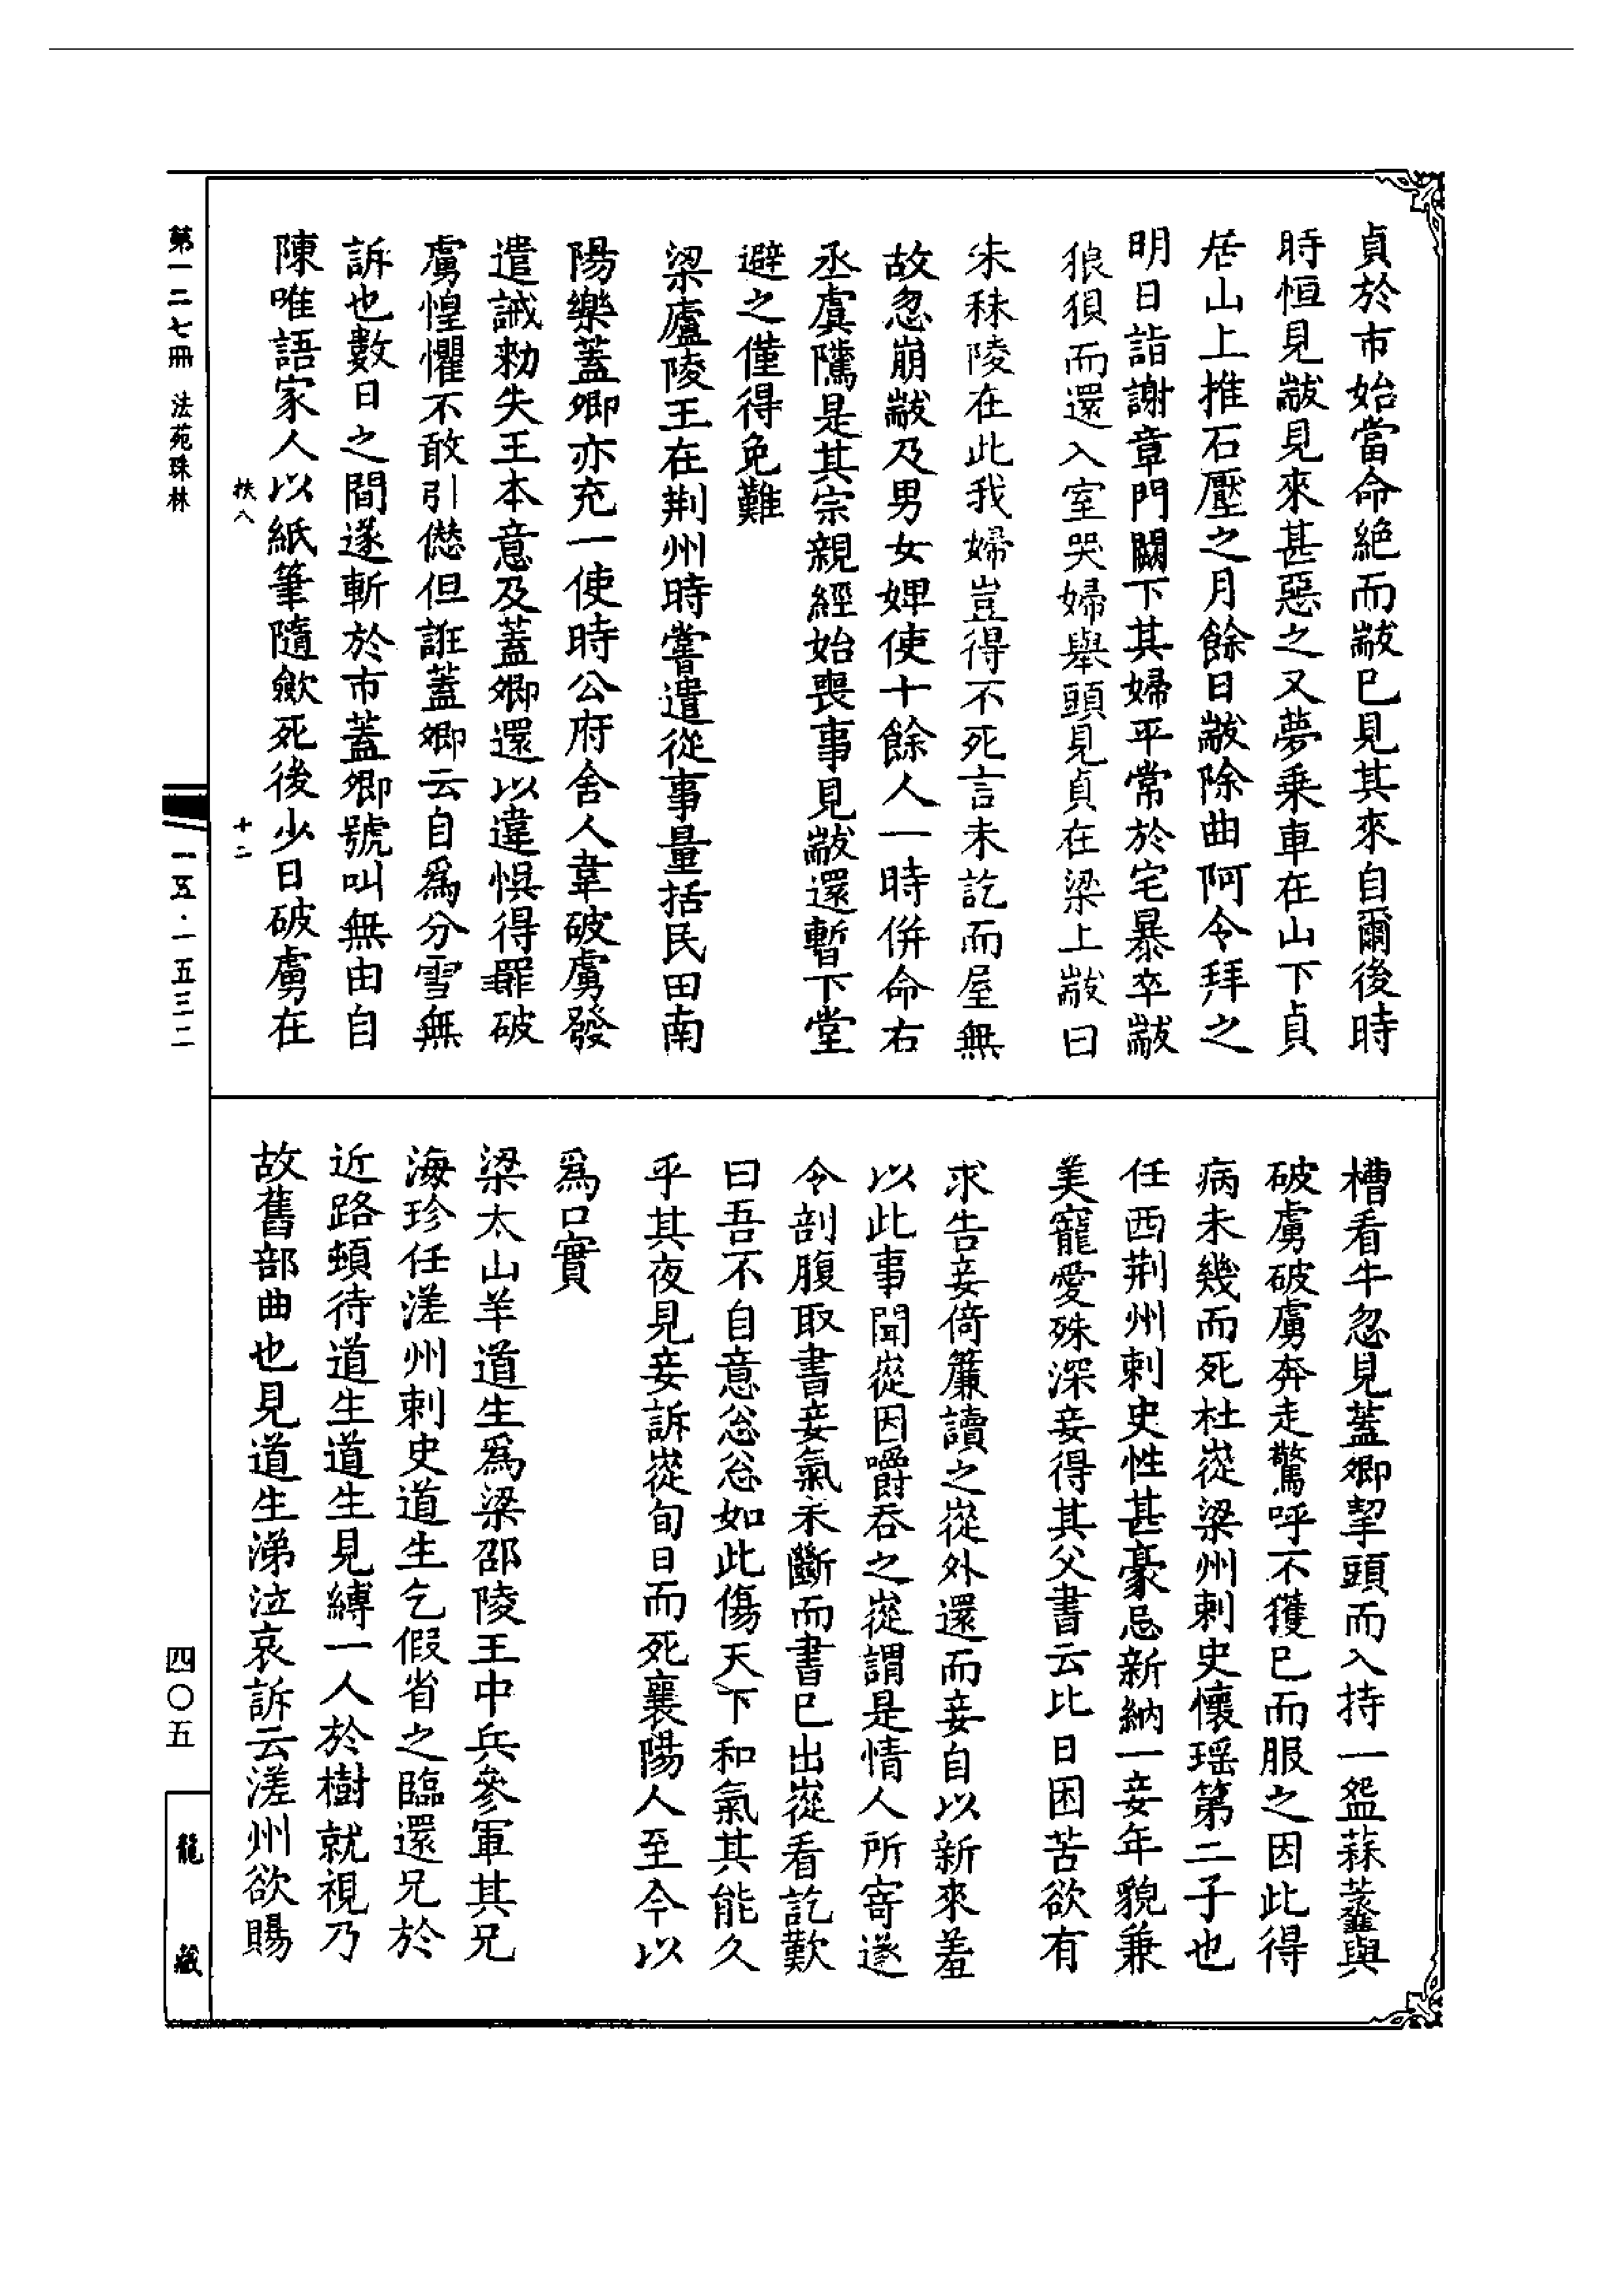 貞於市始當命絕而㪚巳見其來自爾後時
時恒見㪚見來甚惡之又夢乘車在山下貞
居山上推石壓之月餘日㪚除曲阿令拜之
明日詣謝章門闕下其婦平常於宅暴卒㪚
狼狽而還入室哭婦舉頭見貞在梁上㪚曰
朱秣陵在此我婦豈得不死言未訖而屋無
故忽崩㪚及男女婢使十餘人一時併命右
丞虞隲是其宗親經始喪事見㪚還暫下堂
避之僅得免難
梁廬陵王在荆州時嘗遣從事量括民田南
陽樂蓋卿亦充一使時公府舍人韋破虜發
遣誡勑失王本意及蓋卿還以違悞得罪破
虜惶懼不敢引愆但誑蓋卿云自爲分雪無
訴也數日之間遂斬於市蓋卿號叫無由自
陳唯語家人以紙筆隨歛死後少日破虜在
槽看牛忽見蓋卿挈頭而入持一盌蒜虀與
破虜破虜奔走驚呼不獲已而服之因此得
病未幾而死杜嶷梁州刺史懷瑶第二子也
任西荆州刺史性甚豪忌新納一妾年貌兼
美寵愛殊深妾得其父書云比日困苦欲有
求告妾倚簾讀之嶷外還而妾自以新來羞
以此事聞嶷因嚼吞之嶷謂是情人所寄遂
令剖腹取書妾氣未斷而書巳出嶷看訖歎
曰吾不自意忩忩如此傷天下和氣其能久
乎其夜見妾訴嶷旬日而死襄陽人至今以
爲口實
梁太山羊道生爲梁邵陵王中兵參軍其兄
海珍任溠州刺史道生乞假省之臨還兄於
近路頓待道生道生見縛一人於樹就視乃
故舊部曲也見道生涕泣哀訴云溠州欲賜
扶八 十二
第一二七冊 法苑珠林
一五·一五三二
四〇五
龍藏